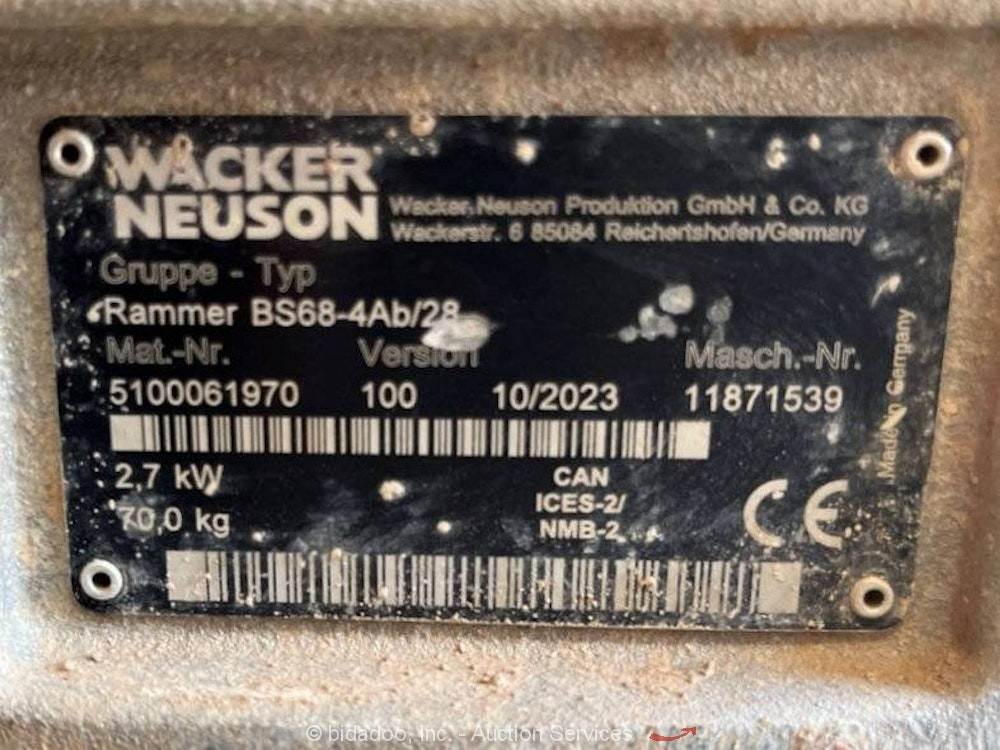 WACKER
NEUSON
Wacker Neuson Produktion GmbH & Co. KG
Wackerstr. 6 85084 Reichertshofen/Germany
Gruppe - Typ
Rammer BS68-4Ab/28
Mat.-Nr. Version Masch.-Nr.
5100061970 100 10/2023 11871539
2,7 kW
70,0 kg
CAN
ICES-2/
NMB-2
CE
Made in Germany
© bidadoo, Inc. - Auction Services